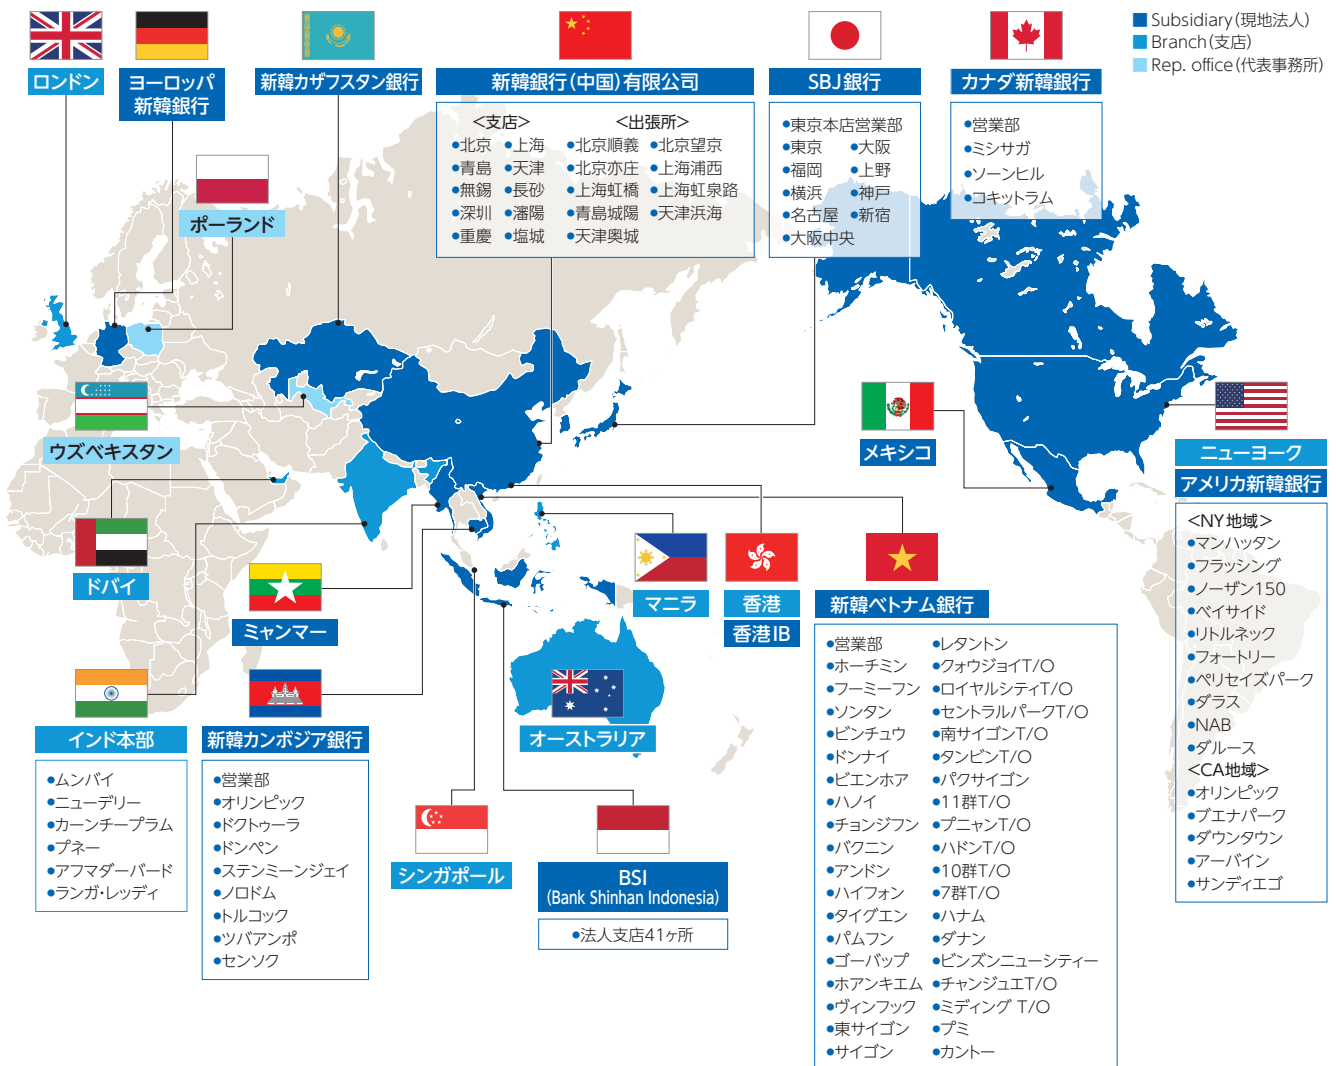 Subsidiary(現地法人)
Branch(支店)
Rep. office(代表事務所)
ロンドン
ヨーロッパ
新韓銀行
新韓カザフスタン銀行
新韓銀行(中国)有限公司
<支店> <出張所>
●北京 ●上海 ●北京順義 ●北京望京
●青島 ●天津 ●北京亦庄 ●上海浦西
●無錫 ●長砂 ●上海虹橋 ●上海虹泉路
●深圳 ●瀋陽 ●青島城陽 ●天津浜海
●重慶 ●塩城 ●天津奥城
SBJ銀行
●東京本店営業部
●東京 ●大阪
●福岡 ●上野
●横浜 ●神戸
●名古屋 ●新宿
●大阪中央
カナダ新韓銀行
●営業部
●ミシサガ
●ソーンヒル
●コキットラム
ポーランド
ウズベキスタン
ドバイ
ミャンマー
メキシコ
ニューヨーク
アメリカ新韓銀行
<NY地域>
●マンハッタン
●フラッシング
●ノーザン150
●ベイサイド
●リトルネック
●フォートリー
●ペリセイズパーク
●ダラス
●NAB
●ダルース
<CA地域>
●オリンピック
●ブエナパーク
●ダウンタウン
●アーバイン
●サンディエゴ
マニラ
香港
香港IB
新韓ベトナム銀行
●営業部 ●レタントン
●ホーチミン ●クォウジョイT/O
●フーミーフン ●ロイヤルシティT/O
●ソンタン ●セントラルパークT/O
●ビンチュウ ●南サイゴンT/O
●ドンナイ ●タンビンT/O
●ビエンホア ●パクサイゴン
●ハノイ ●11群T/O
●チョンジフン ●プニャンT/O
●バクニン ●ハドンT/O
●アンドン ●10群T/O
●ハイフォン ●7群T/O
●タイグエン ●ハナム
●パムフン ●ダナン
●ゴーバップ ●ビンズンニューシティー
●ホアンキエム ●チャンジュエT/O
●ヴィンフック ●ミディング T/O
●東サイゴン ●プミ
●サイゴン ●カントー
オーストラリア
インド本部
●ムンバイ
●ニューデリー
●カーンチープラム
●プネー
●アフマダーバード
●ランガ・レッディ
新韓カンボジア銀行
●営業部
●オリンピック
●ドクトゥーラ
●ドンペン
●ステンミーンジェイ
●ノロドム
●トルコック
●ツバアンポ
●センソク
シンガポール
BSI
(Bank Shinhan Indonesia)
●法人支店41ヶ所